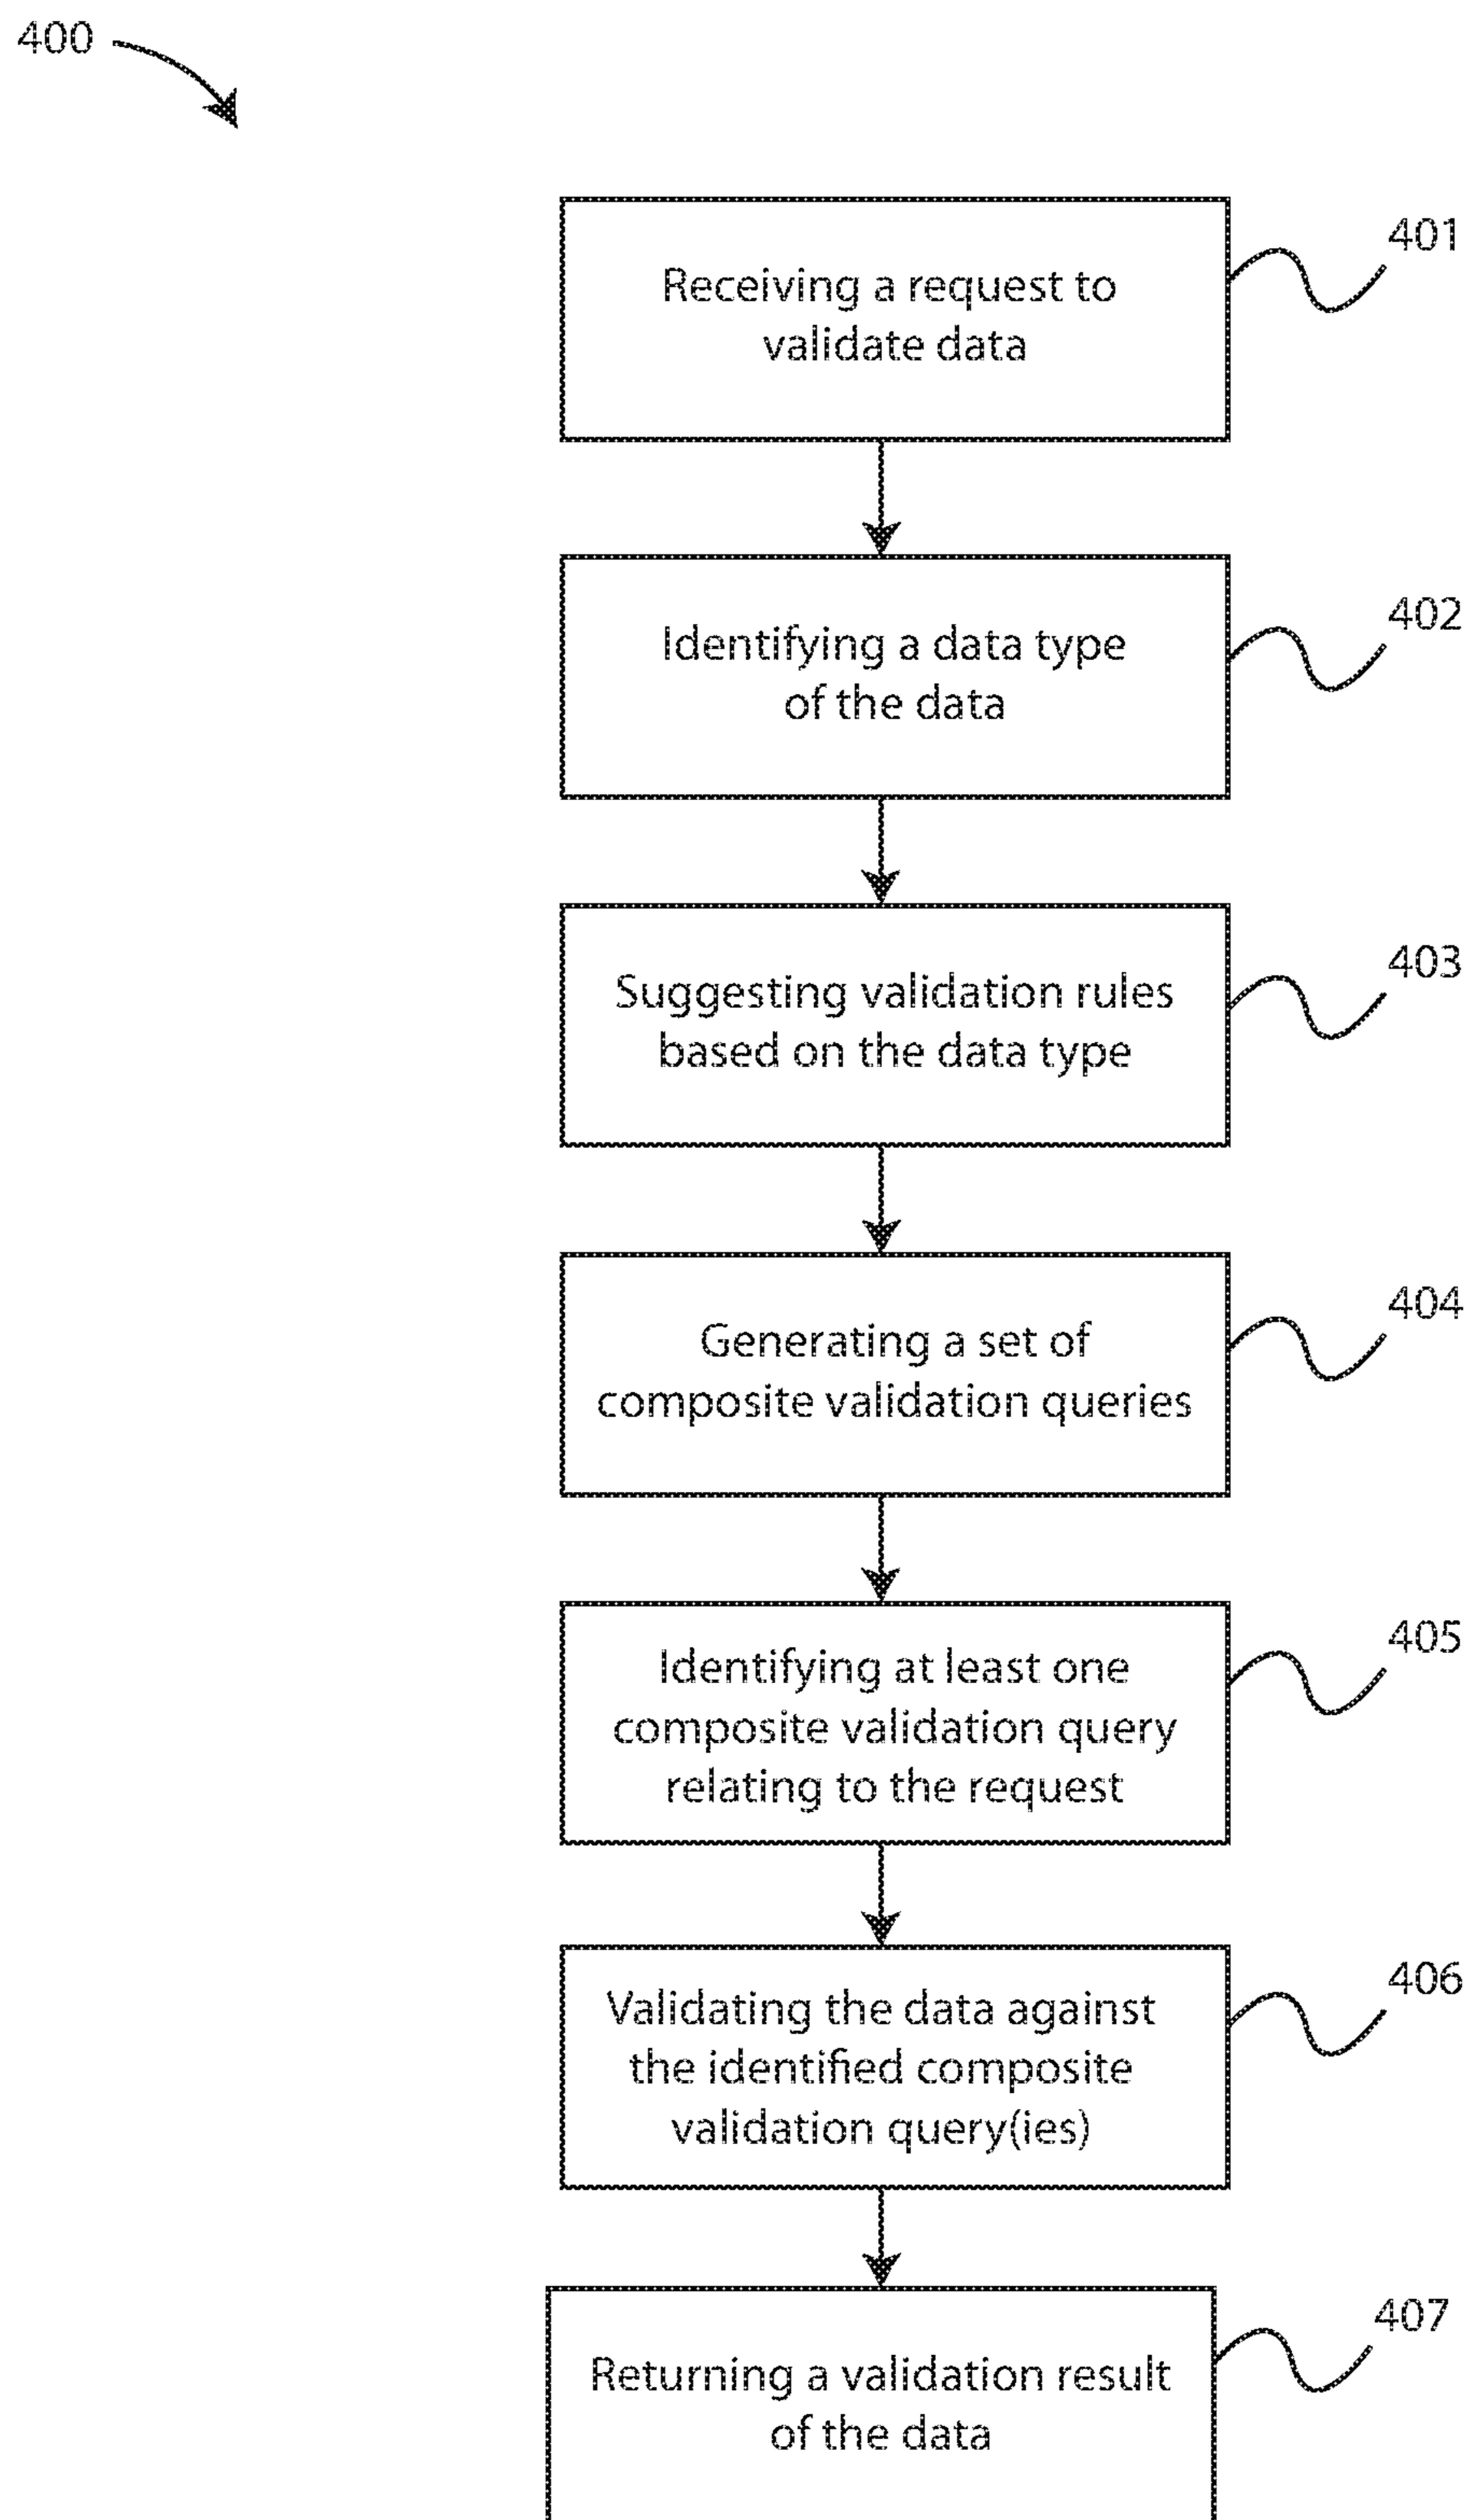 400
401
Receiving a request to
validate data
402
Identifying a data type
of the data
403
Suggesting validation rules
based on the data type
404
Generating a set of
composite validation queries
405
Identifying at least one
composite validation query
relating to the request
406
Validating the data against
the identified composite
validation query(ies)
407
Returning a validation result
of the data